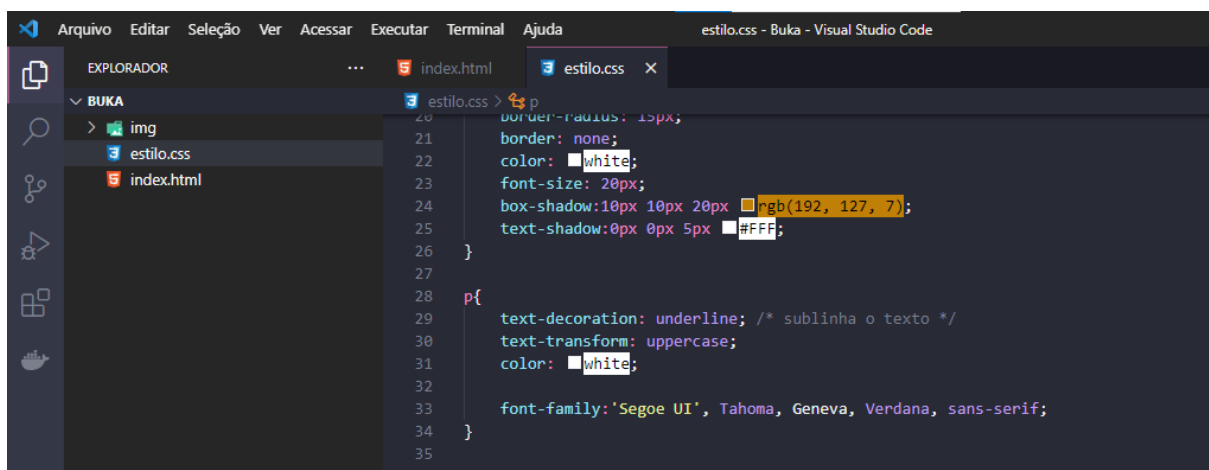 Arquivo Editar Seleção Ver Acessar Executar Terminal Ajuda estilo.css - Buka - Visual Studio Code
EXPLORADOR ...
BUKA
img
estilo.css
index.html
index.html estilo.css ×
estilo.css > p
20 border-radius: 15px;
21 border: none;
22 color: white;
23 font-size: 20px;
24 box-shadow:10px 10px 20px rgb(192, 127, 7);
25 text-shadow:0px 0px 5px #FFF;
26 }
27
28 p{
29 text-decoration: underline; /* sublinha o texto */
30 text-transform: uppercase;
31 color: white;
32
33 font-family:'Segoe UI', Tahoma, Geneva, Verdana, sans-serif;
34 }
35